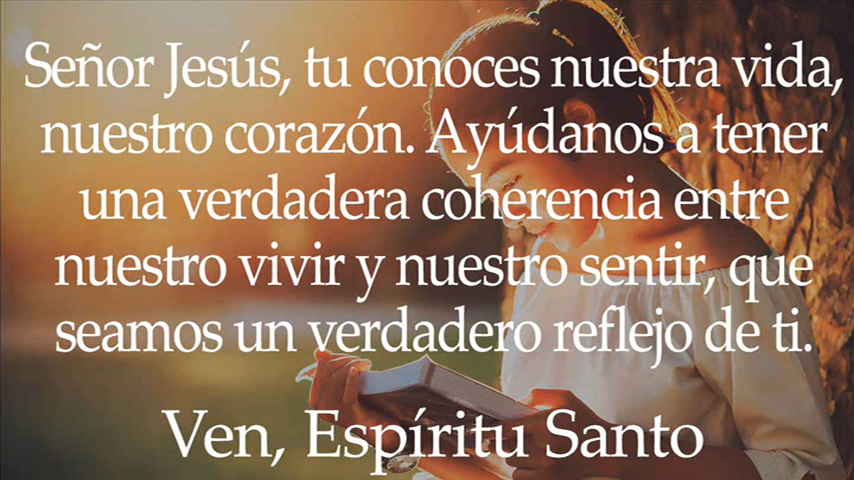 Señor Jesús, tu conoces nuestra vida,
nuestro corazón. Ayúdanos a tener
una verdadera coherencia entre
nuestro vivir y nuestro sentir, que
seamos un verdadero reflejo de ti.
Ven, Espíritu Santo